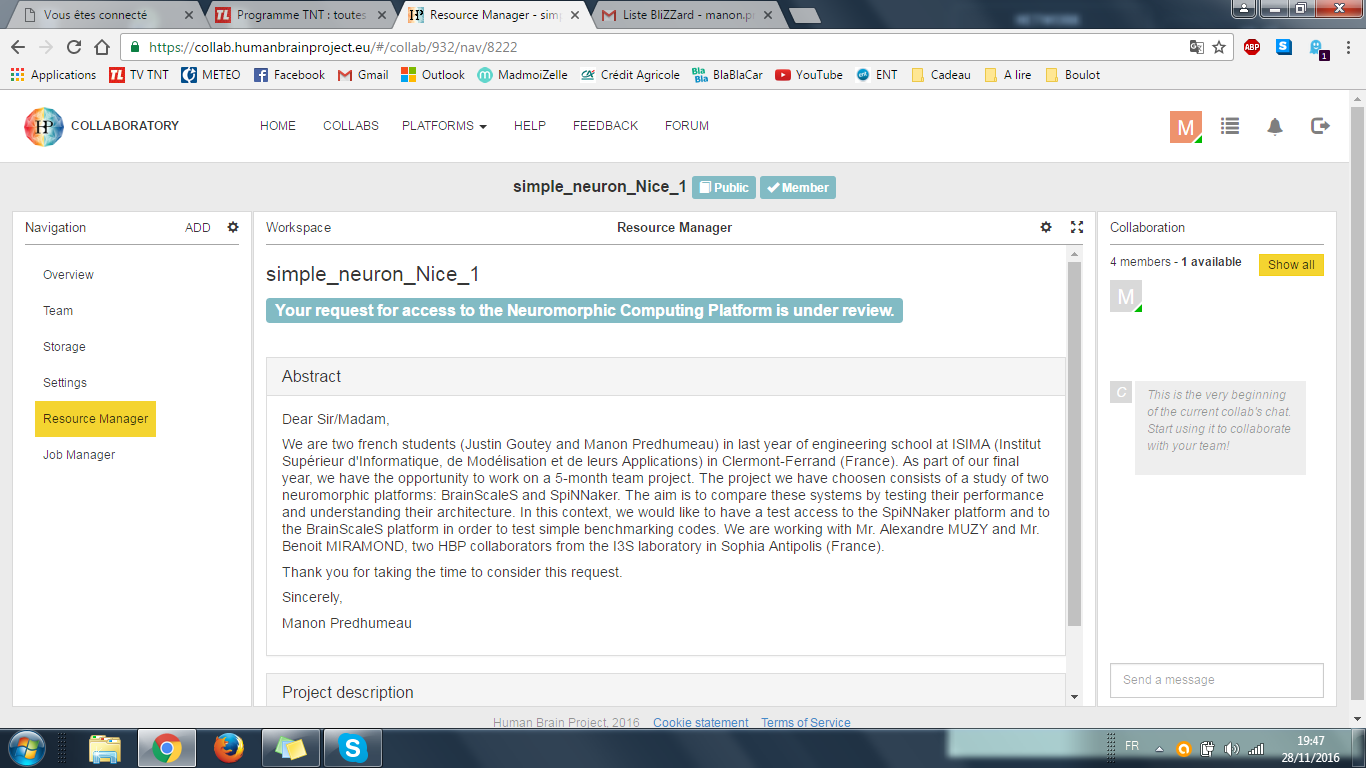 Vous êtes connecté
Programme TNT : toutes
Resource Manager - sim
Liste BliZZard - manon.pr
https://collab.humanbrainproject.eu/#/collab/932/nav/8222
ABP
S
1
Applications
TL TV TNT
METEO
Facebook
Gmail
Outlook
MadmoiZelle
Crédit Agricole
Bla Bla BlaBlaCar
YouTube
ENT
Cadeau
A lire
Boulot
HP COLLABORATORY
HOME
COLLABS
PLATFORMS
HELP
FEEDBACK
FORUM
M
simple_neuron_Nice_1
Public
Member
Navigation
ADD
Overview
Team
Storage
Settings
Resource Manager
Job Manager
Workspace
Resource Manager
simple_neuron_Nice_1
Your request for access to the Neuromorphic Computing Platform is under review.
Abstract
Dear Sir/Madam,
We are two french students (Justin Goutey and Manon Predhumeau) in last year of engineering school at ISIMA (Institut
Supérieur d'Informatique, de Modélisation et de leurs Applications) in Clermont-Ferrand (France). As part of our final
year, we have the opportunity to work on a 5-month team project. The project we have choosen consists of a study of two
neuromorphic platforms: BrainScaleS and SpiNNaker. The aim is to compare these systems by testing their performance
and understanding their architecture. In this context, we would like to have a test access to the SpiNNaker platform and to
the BrainScaleS platform in order to test simple benchmarking codes. We are working with Mr. Alexandre MUZY and Mr.
Benoit MIRAMOND, two HBP collaborators from the I3S laboratory in Sophia Antipolis (France).
Thank you for taking the time to consider this request.
Sincerely,
Manon Predhumeau
Project description
Collaboration
4 members - 1 available
Show all
M
C
This is the very beginning
of the current collab's chat.
Start using it to collaborate
with your team!
Send a message
Human Brain Project, 2016
Cookie statement
Terms of Service
FR
19:47
28/11/2016